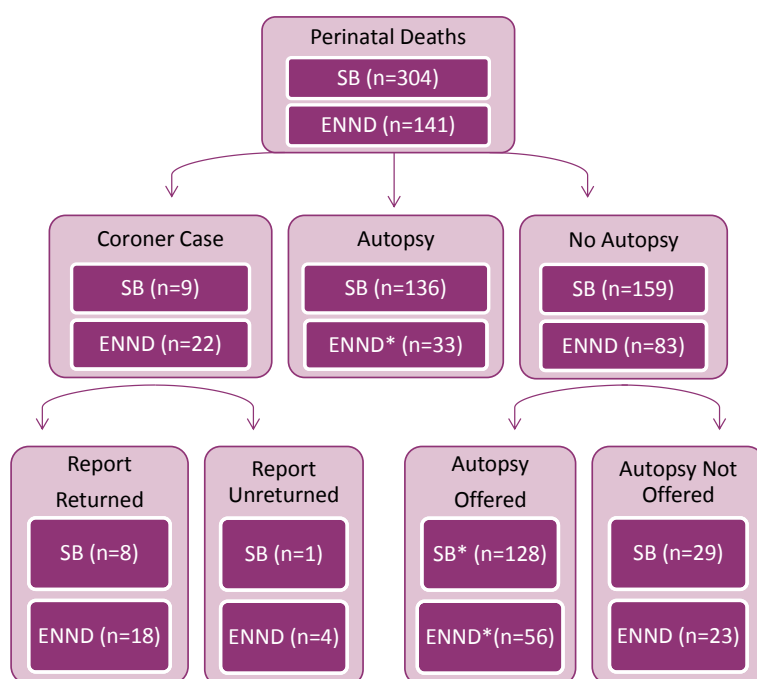 Perinatal Deaths
SB (n=304)
ENND (n=141)
Coroner Case
SB (n=9)
ENND (n=22)
Autopsy
SB (n=136)
ENND* (n=33)
No Autopsy
SB (n=159)
ENND (n=83)
Report
Returned
SB (n=8)
ENND (n=18)
Report
Unreturned
SB (n=1)
ENND (n=4)
Autopsy
Offered
SB* (n=128)
ENND*(n=56)
Autopsy Not
Offered
SB (n=29)
ENND (n=23)